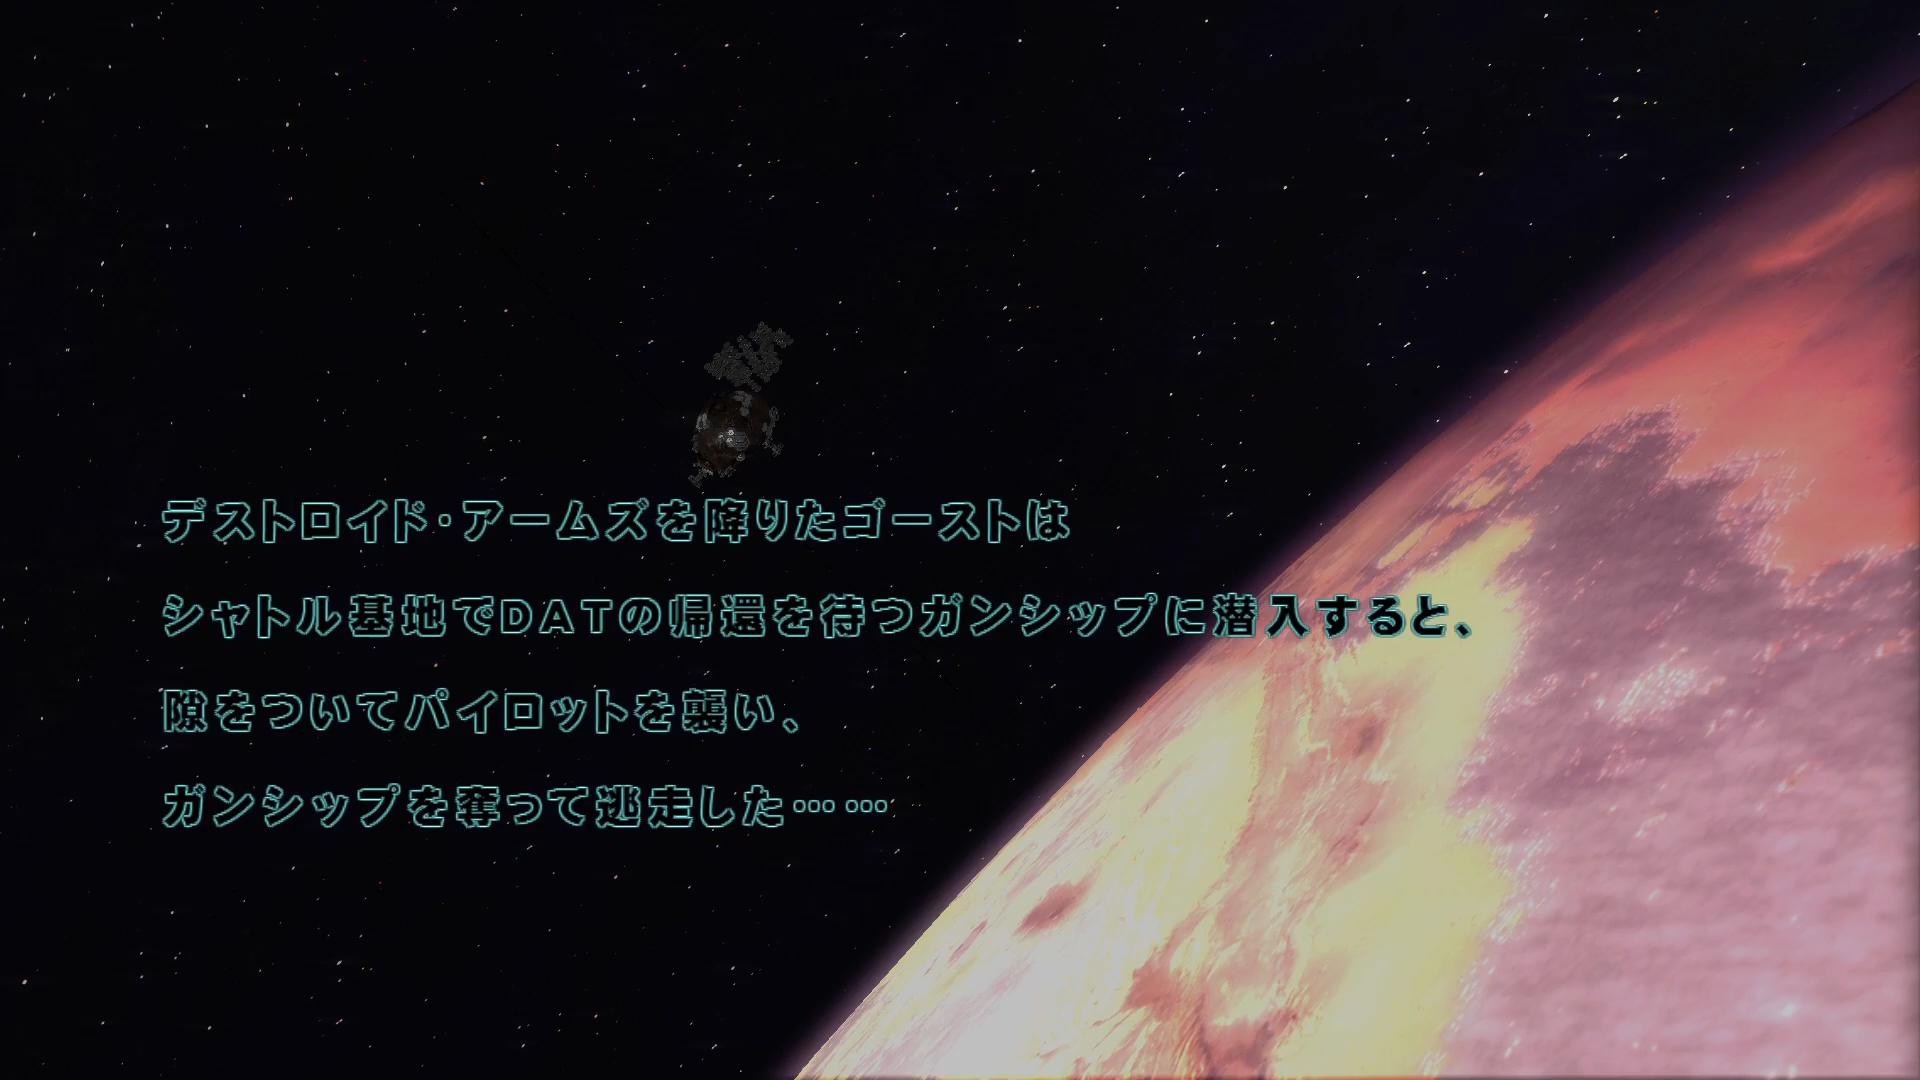 デストロイド・アームズを降りたゴーストは
シャトル基地でDATの帰還を待つガンシップに潜入すると、
隙をついてパイロットを襲い、
ガンシップを奪って逃走した……